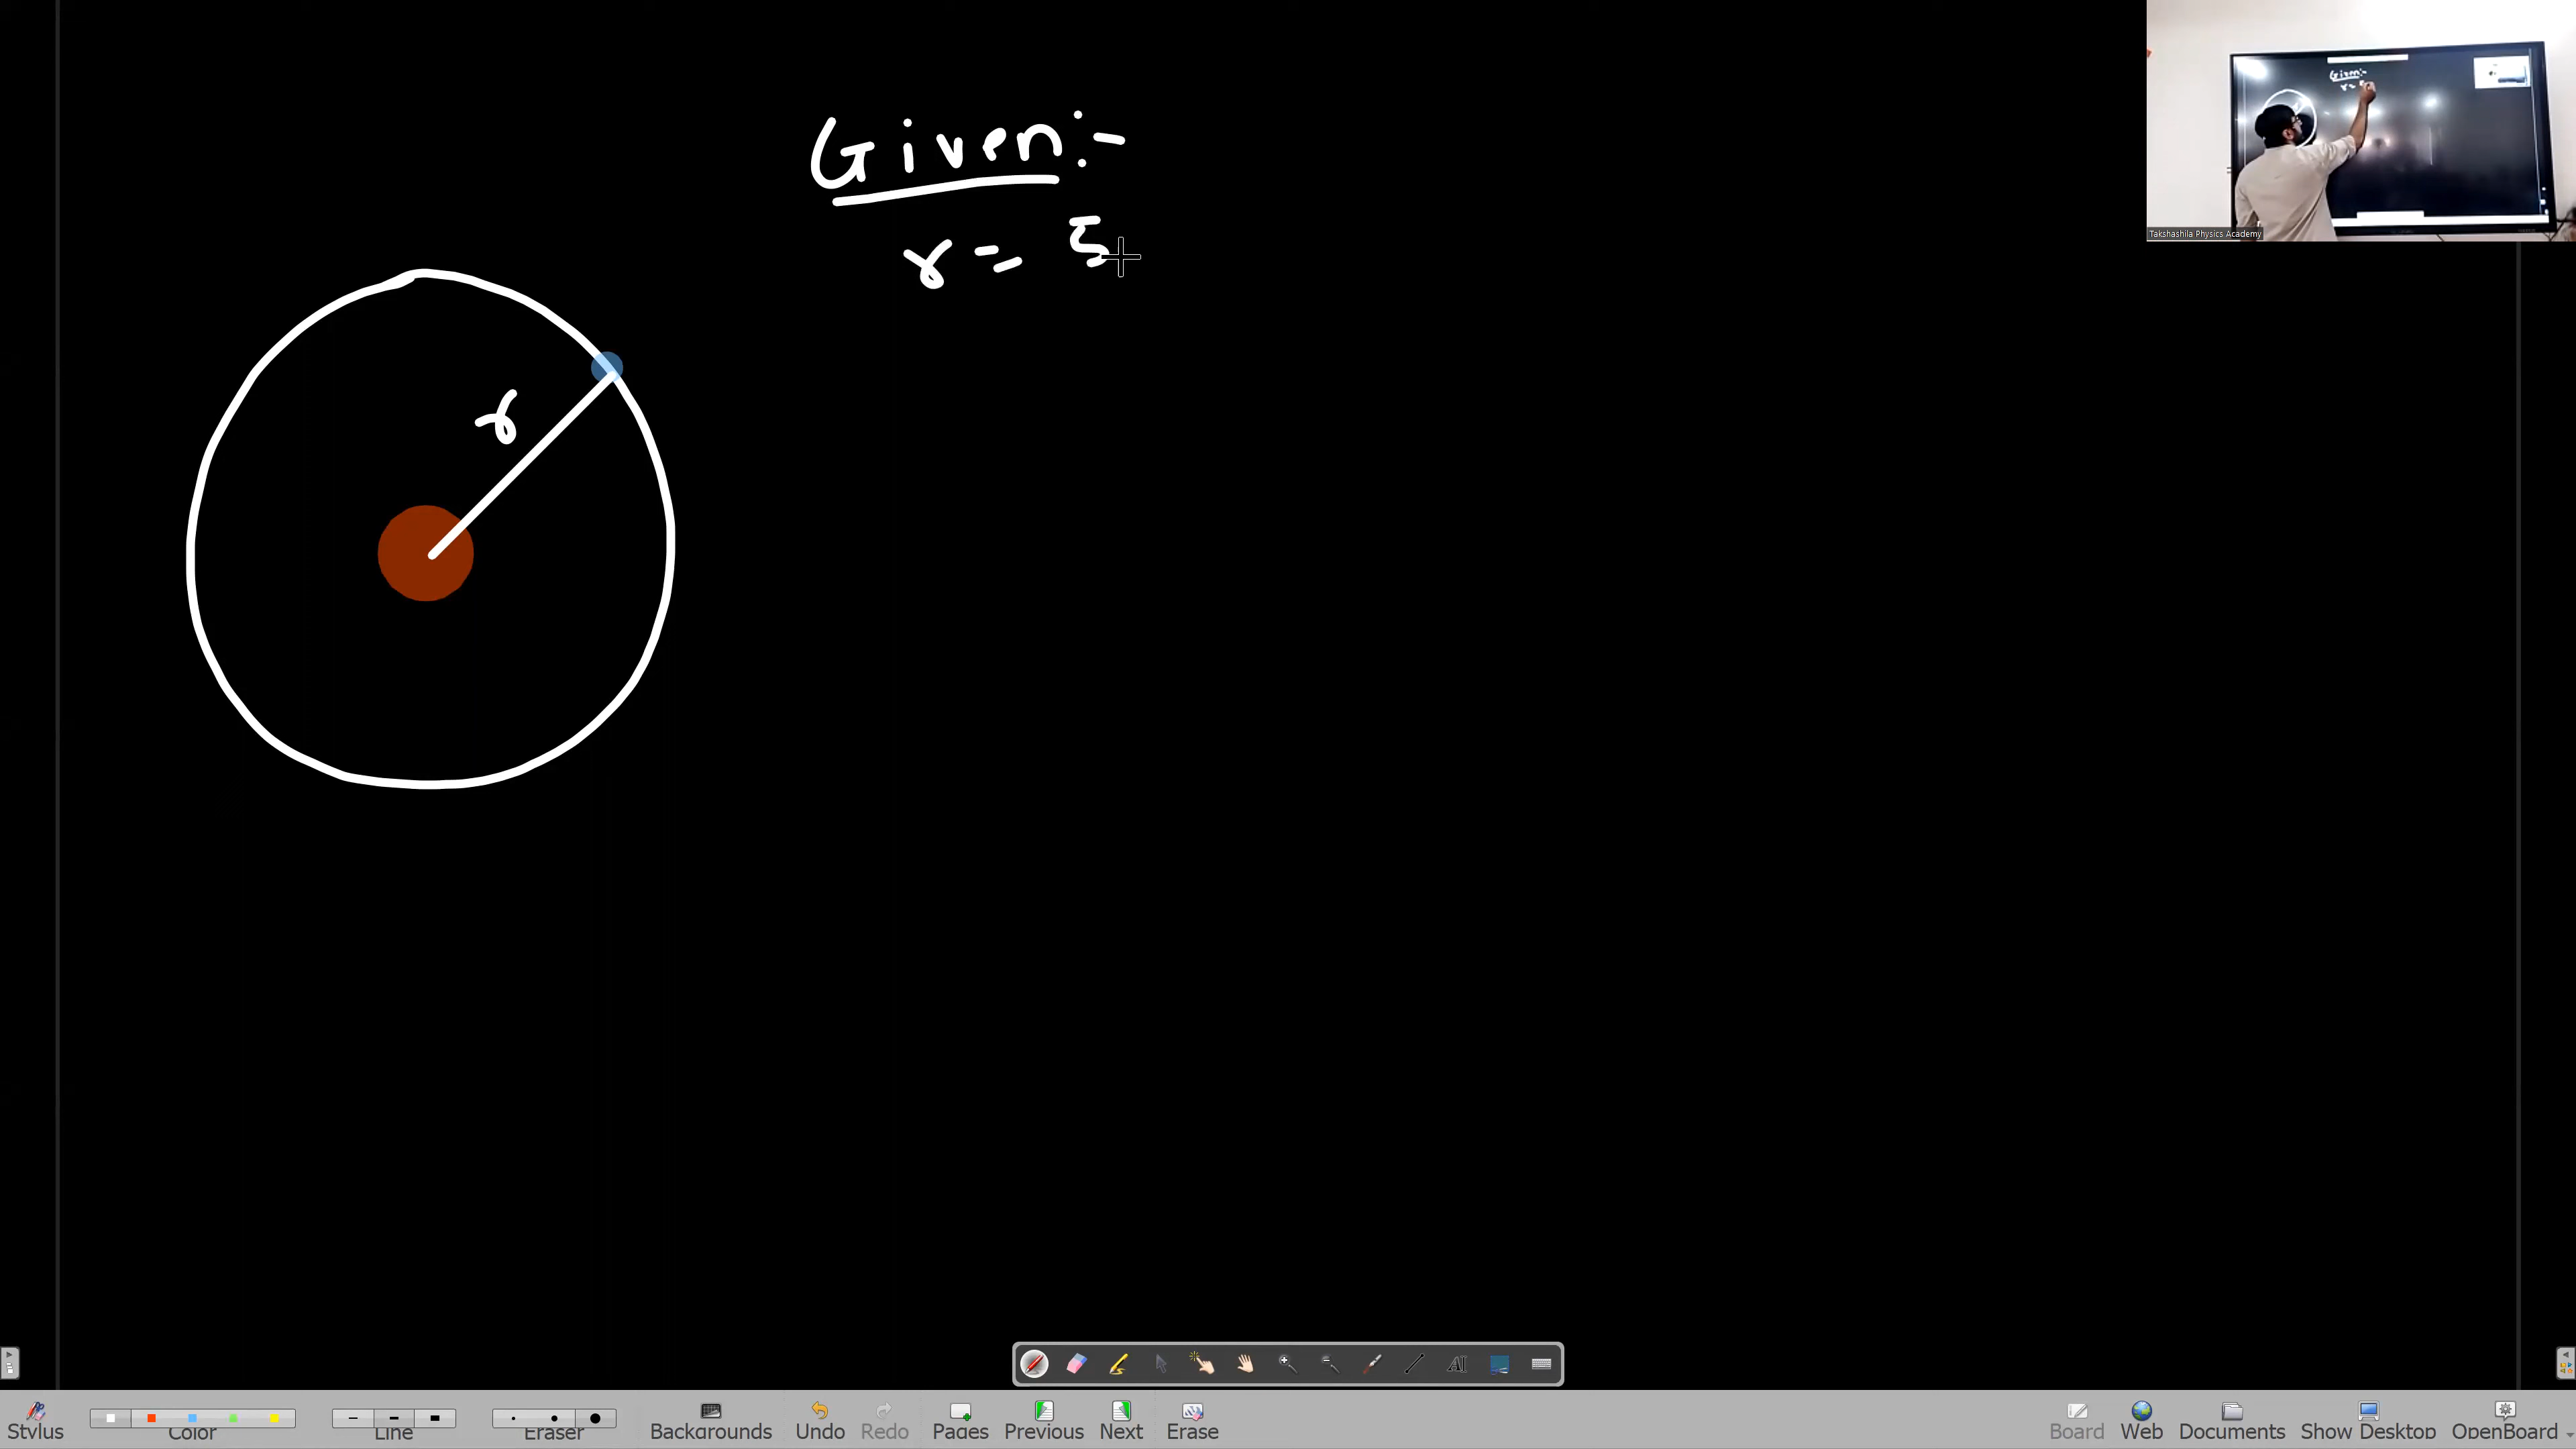 Given:-
r = 5
r
Takshashila Physics Academy
Stylus
Color
Line
Eraser
Backgrounds
Undo
Redo
Pages
Previous
Next
Erase
Board
Web
Documents
Show Desktop
OpenBoard